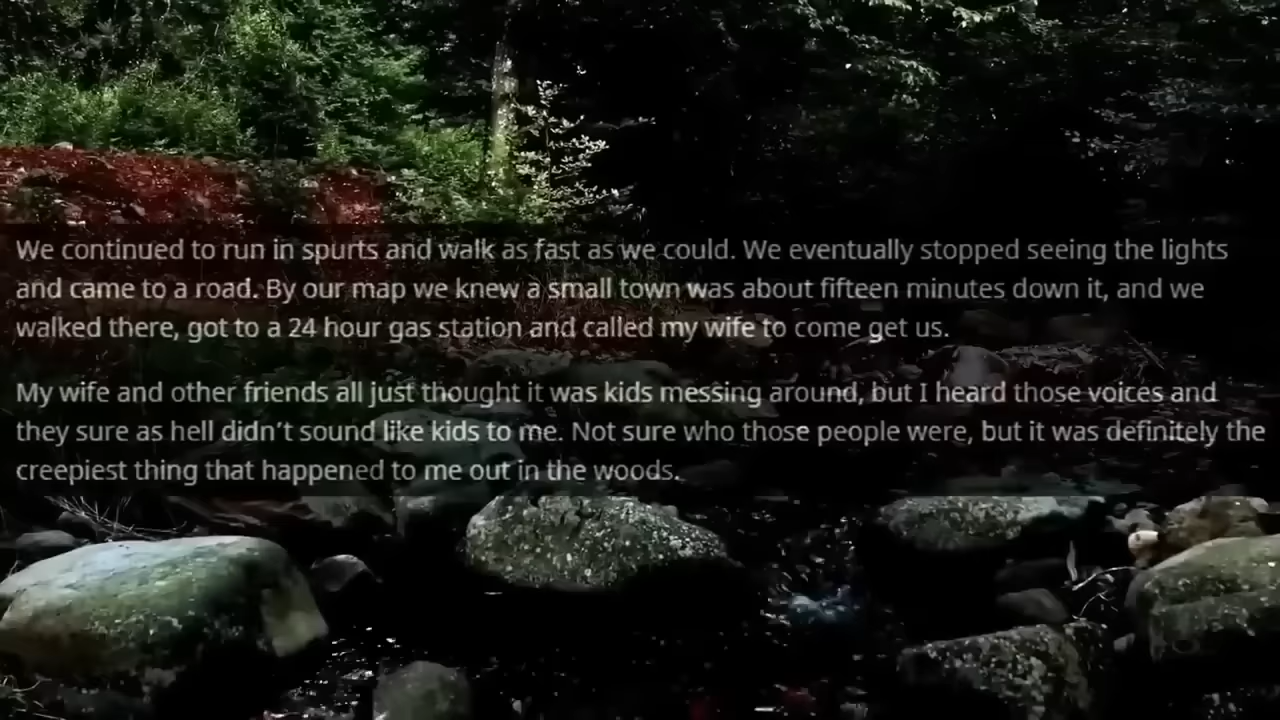 We continued to run in spurts and walk as fast as we could. We eventually stopped seeing the lights
and came to a road. By our map we knew a small town was about fifteen minutes down it, and we
walked there, got to a 24 hour gas station and called my wife to come get us.
My wife and other friends all just thought it was kids messing around, but I heard those voices and
they sure as hell didn't sound like kids to me. Not sure who those people were, but it was definitely the
creepiest thing that happened to me out in the woods.